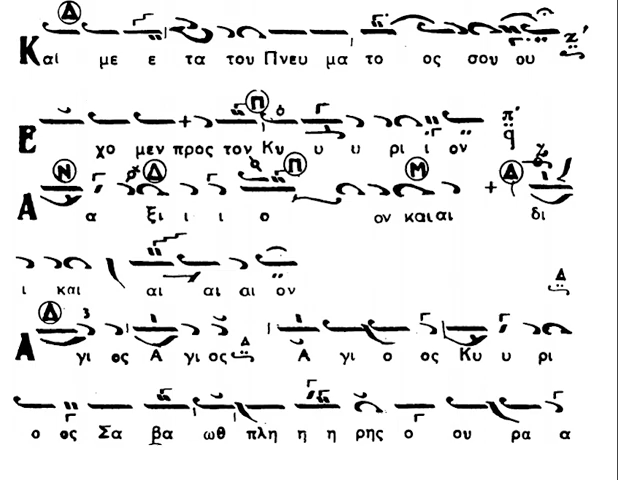 Και με ε τα του Πνευ μα το ος σου ου
Ε χο μεν προς τον Κυ υ υ ρι ι ον
Α α ξι ι ι ο ον και αι δι
ι και αι αι αι ον
Α γι ος Α γι ος Α γι ο ος Κυ υ ρι
ο ος Σα βα ωθ πλη η η ρης ο ου ρα α